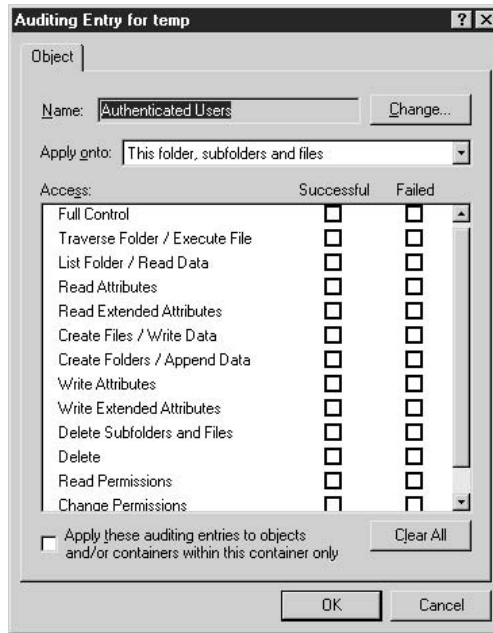 Auditing Entry for temp
Object
Name: Authenticated Users Change...
Apply onto: This folder, subfolders and files
Access: Successful Failed
Full Control
Traverse Folder / Execute File
List Folder / Read Data
Read Attributes
Read Extended Attributes
Create Files / Write Data
Create Folders / Append Data
Write Attributes
Write Extended Attributes
Delete Subfolders and Files
Delete
Read Permissions
Change Permissions
Apply these auditing entries to objects
and/or containers within this container only
Clear All
OK Cancel